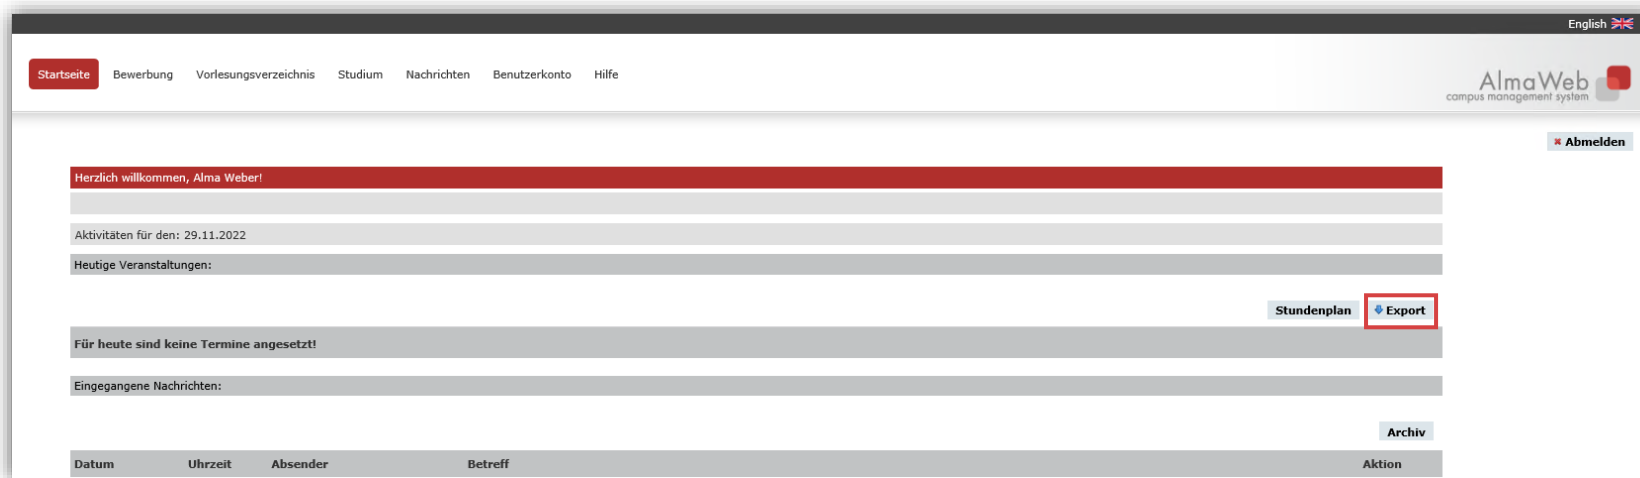 English
Startseite Bewerbung Vorlesungsverzeichnis Studium Nachrichten Benutzerkonto Hilfe
AlmaWeb
campus management system
Abmelden
Herzlich willkommen, Alma Weber!
Aktivitäten für den: 29.11.2022
Heutige Veranstaltungen:
Stundenplan Export
Für heute sind keine Termine angesetzt!
Eingegangene Nachrichten:
Archiv
Datum Uhrzeit Absender Betreff Aktion